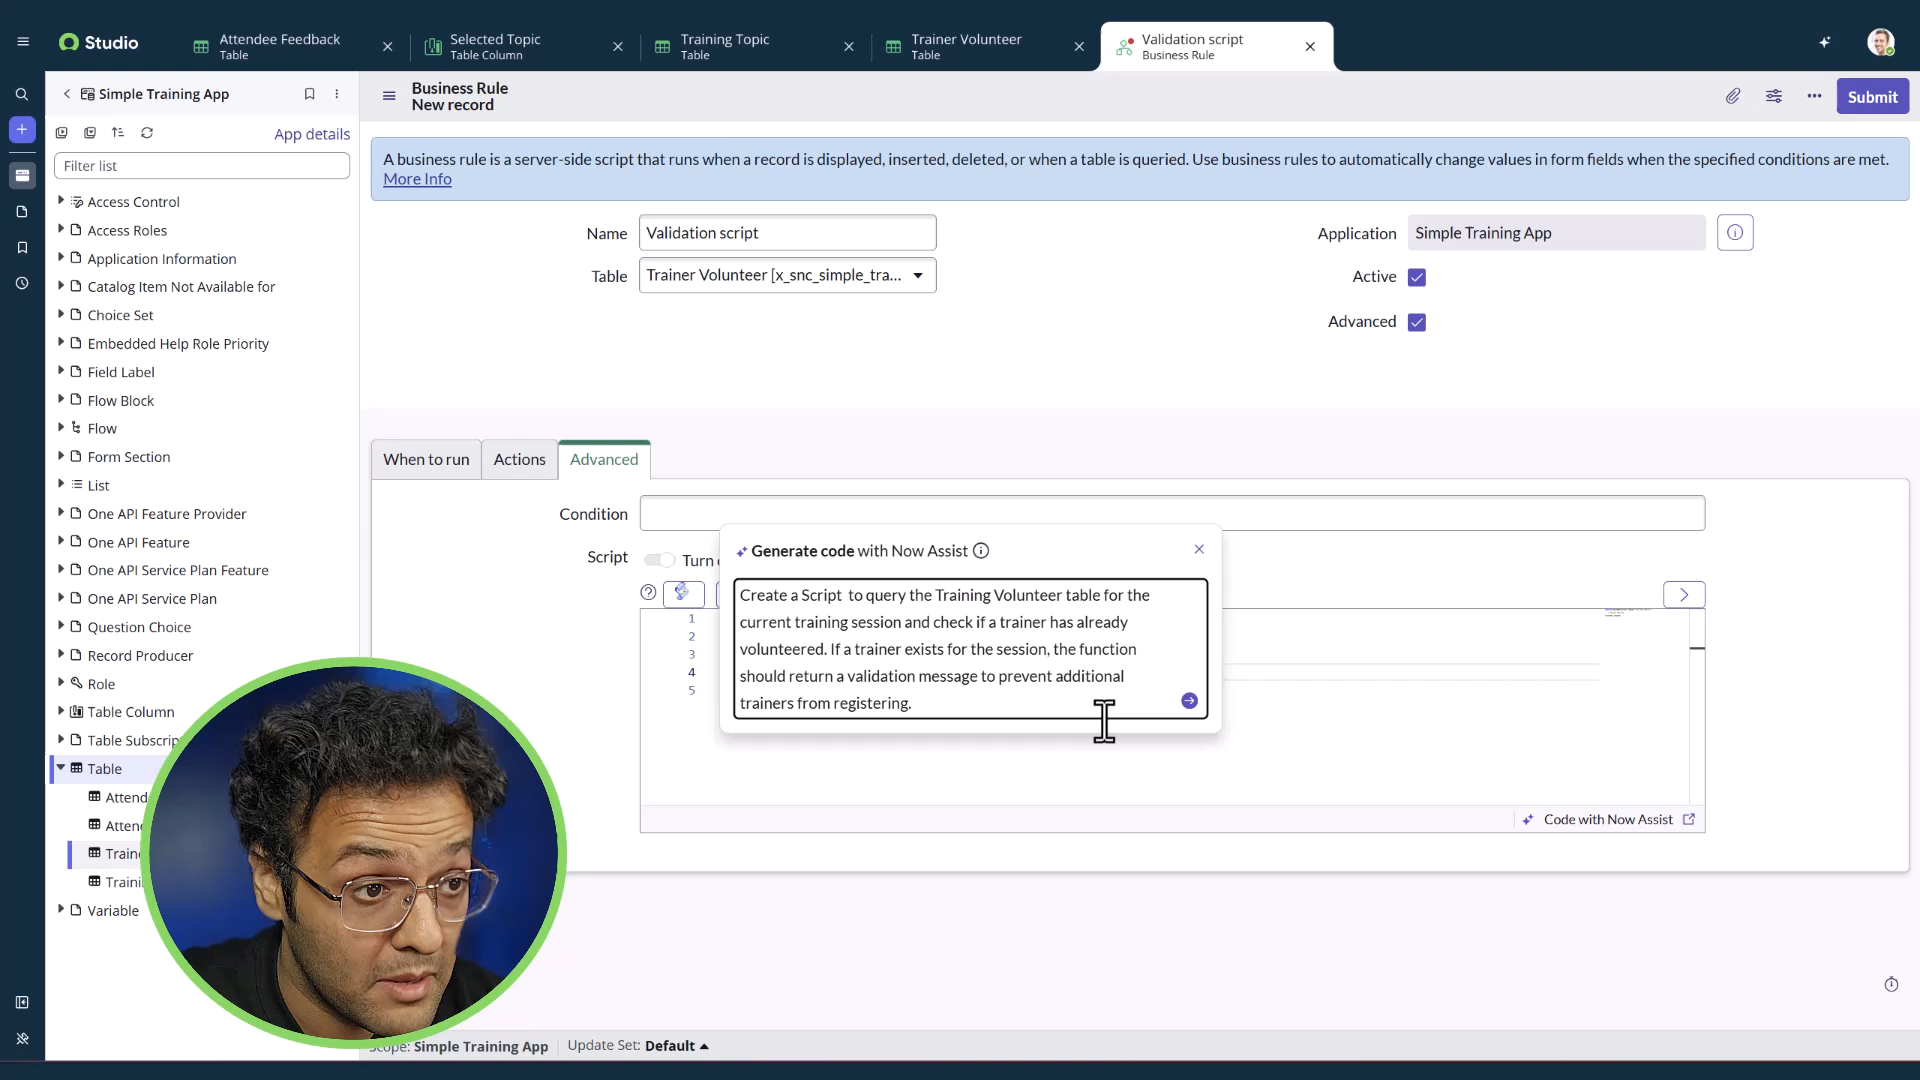 Studio
Attendee Feedback
Table
Selected Topic
Table Column
Training Topic
Table
Trainer Volunteer
Table
Validation script
Business Rule
Simple Training App
App details
Filter list
Access Control
Access Roles
Application Information
Catalog Item Not Available for
Choice Set
Embedded Help Role Priority
Field Label
Flow Block
Flow
Form Section
List
One API Feature Provider
One API Feature
One API Service Plan Feature
One API Service Plan
Question Choice
Record Producer
Role
Table Column
Table Subscrip
Table
Attend
Atten
Traine
Traini
Variable
Business Rule
New record
Submit
A business rule is a server-side script that runs when a record is displayed, inserted, deleted, or when a table is queried. Use business rules to automatically change values in form fields when the specified conditions are met.
More Info
Name
Validation script
Table
Trainer Volunteer [x_snc_simple_tra...
Application
Simple Training App
Active
Advanced
When to run
Actions
Advanced
Condition
Script
Turn
Generate code with Now Assist
Create a Script to query the Training Volunteer table for the
current training session and check if a trainer has already
volunteered. If a trainer exists for the session, the function
should return a validation message to prevent additional
trainers from registering.
1
2
3
4
5
Code with Now Assist
Scope: Simple Training App
Update Set: Default